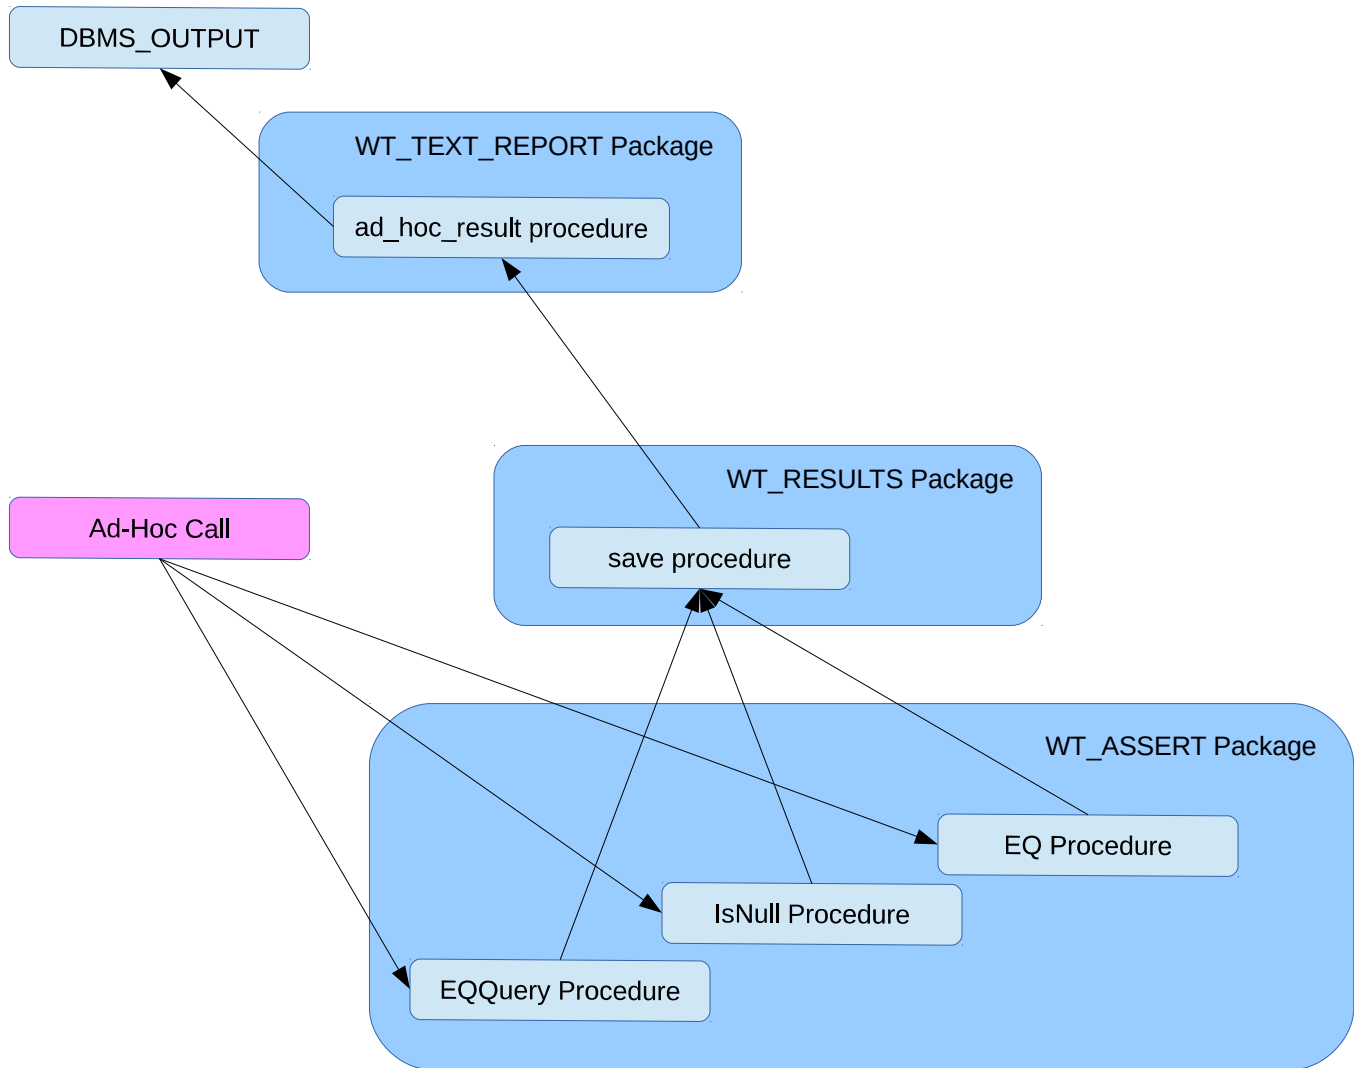 DBMS_OUTPUT
WT_TEXT_REPORT Package
ad_hoc_result procedure
WT_RESULTS Package
Ad-Hoc Call
save procedure
WT_ASSERT Package
EQ Procedure
IsNull Procedure
EQQuery Procedure